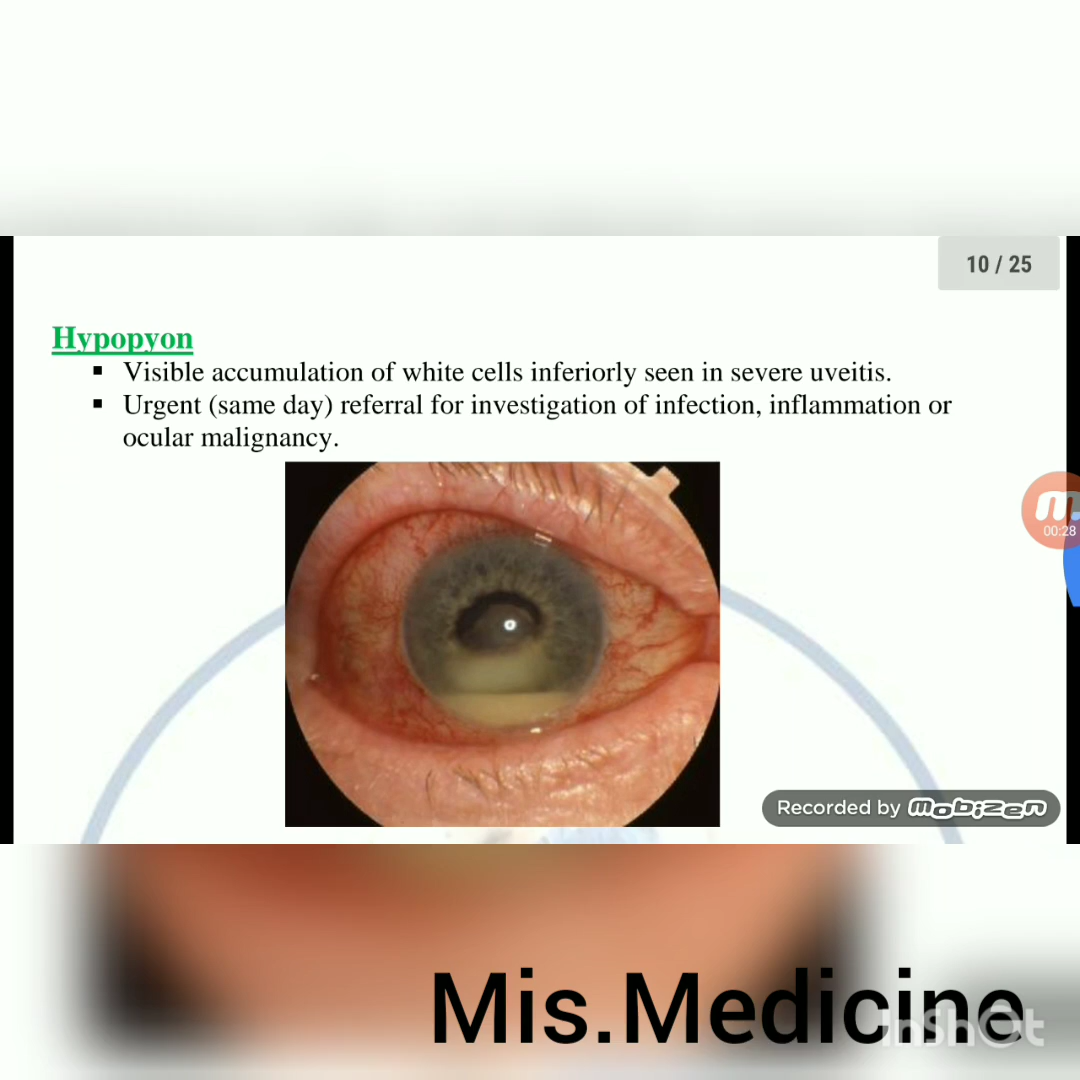 10 / 25
Hypopyon
▪ Visible accumulation of white cells inferiorly seen in severe uveitis.
▪ Urgent (same day) referral for investigation of infection, inflammation or
ocular malignancy.
m.
00:28
Recorded by mobizen
Mis.Medicine
InShOt